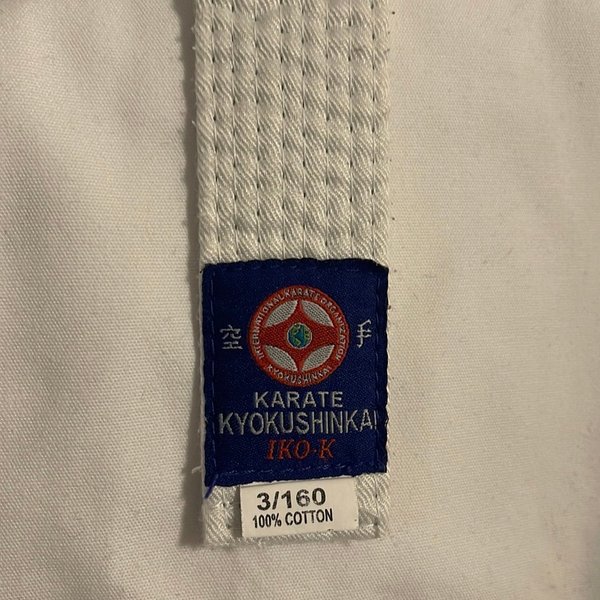 INTERNATIONAL KARATE ORGANIZATION
KYOKUSHINKAI
空 手
KARATE
KYOKUSHINKAI
IKO-K
3/160
100% COTTON